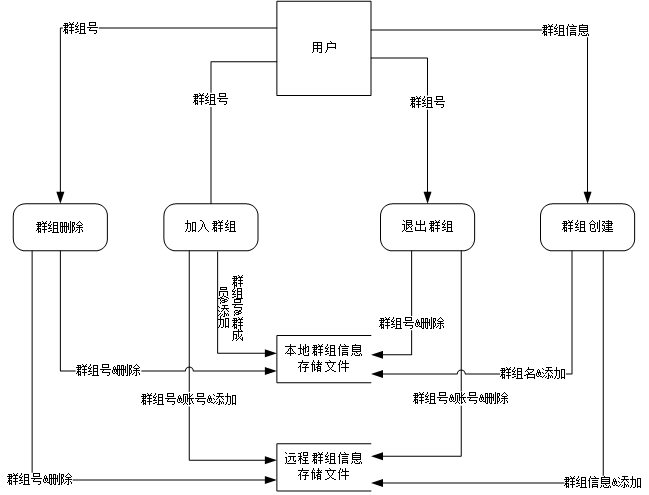 用户
群组号
群组信息
群组号
群组号
群组删除
加入群组
退出群组
群组创建
群组号&群成
员&添加
群组号&删除
本地群组信息
存储文件
群组号&删除
群组名&添加
群组号&账号&添加
群组号&账号&删除
远程群组信息
存储文件
群组号&删除
群组信息&添加